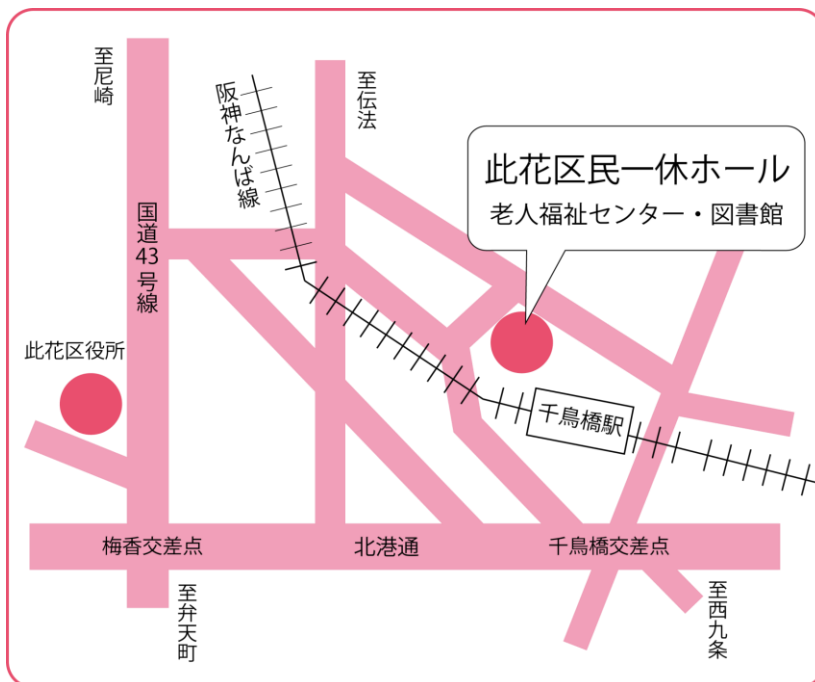 至尼崎
阪神なんば線
至伝法
此花区民一休ホール
老人福祉センター・図書館
国道43号線
此花区役所
千鳥橋駅
梅香交差点
北港通
千鳥橋交差点
至弁天町
至西九条